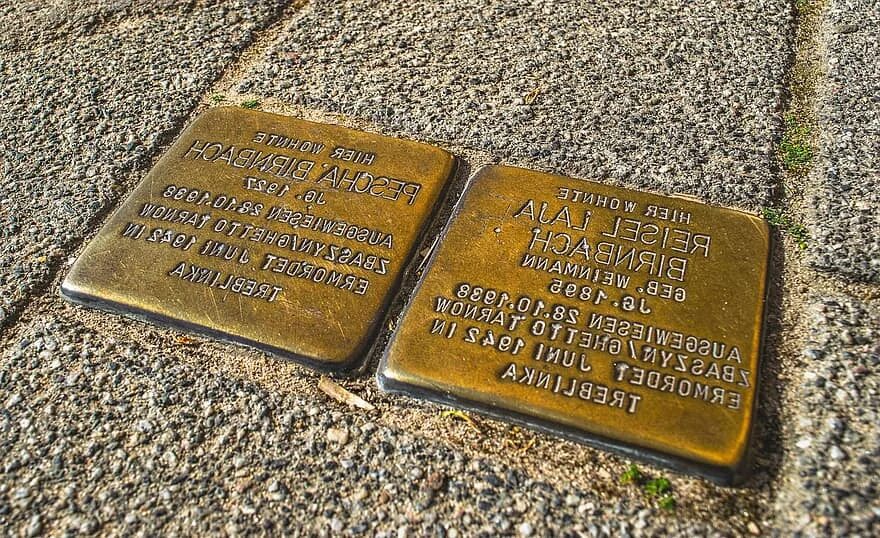 HIER WOHNTE
PESCHA BIRNBACH
JG. 1927
AUSGEWIESEN 28.10.1938
ZBASZYN/GHETTO TARNOW
ERMORDET JUNI 1942 IN
TREBLINKA
HIER WOHNTE
REISEL LAJA
BIRNBACH
GEB. WEINMANN
JG. 1895
AUSGEWIESEN 28.10.1938
ZBASZYN/GHETTO TARNOW
ERMORDET JUNI 1942 IN
TREBLINKA